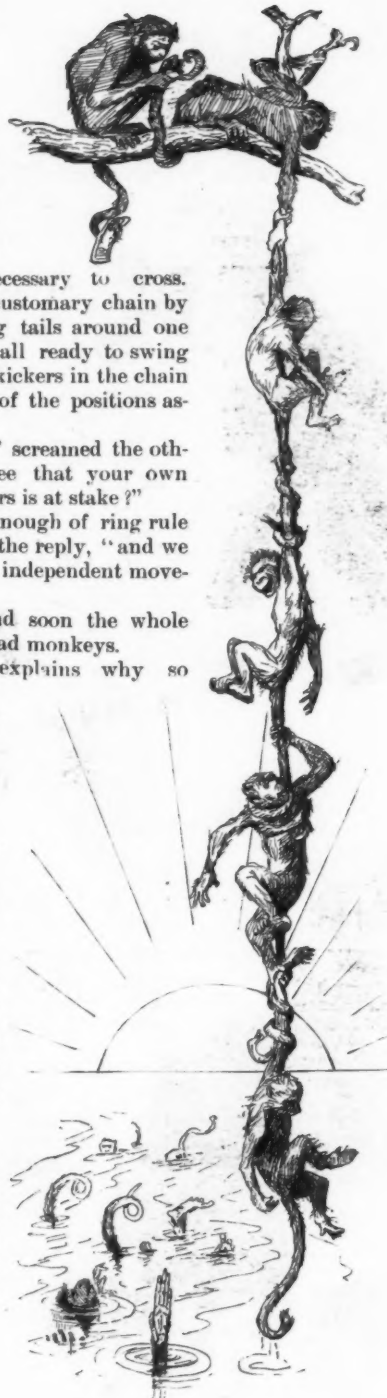 ecessary to cross.
ustomary chain by
g tails around one
all ready to swing
kickers in the chain
of the positions as-
" screamed the oth-
ee that your own
rs is at stake?"
nough of ring rule
the reply, "and we
independent move-
nd soon the whole
ad monkeys.
explains why so